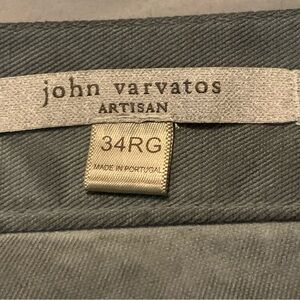 john varvatos
ARTISAN
34RG
MADE IN PORTUGAL